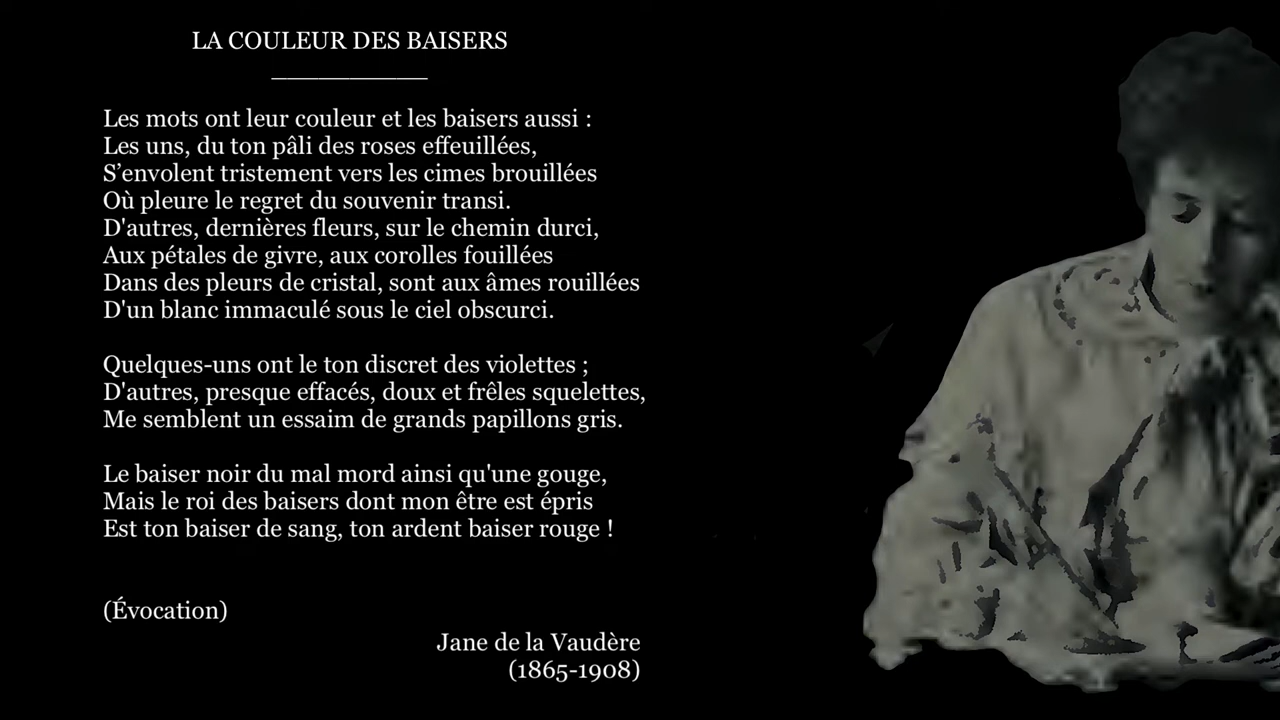 LA COULEUR DES BAISERS
Les mots ont leur couleur et les baisers aussi :
Les uns, du ton pâli des roses effeuillées,
S’envolent tristement vers les cimes brouillées
Où pleure le regret du souvenir transi.
D'autres, dernières fleurs, sur le chemin durci,
Aux pétales de givre, aux corolles fouillées
Dans des pleurs de cristal, sont aux âmes rouillées
D'un blanc immaculé sous le ciel obscurci.
Quelques-uns ont le ton discret des violettes ;
D'autres, presque effacés, doux et frêles squelettes,
Me semblent un essaim de grands papillons gris.
Le baiser noir du mal mord ainsi qu'une gouge,
Mais le roi des baisers dont mon être est épris
Est ton baiser de sang, ton ardent baiser rouge !
(Évocation)
Jane de la Vaudère
(1865-1908)